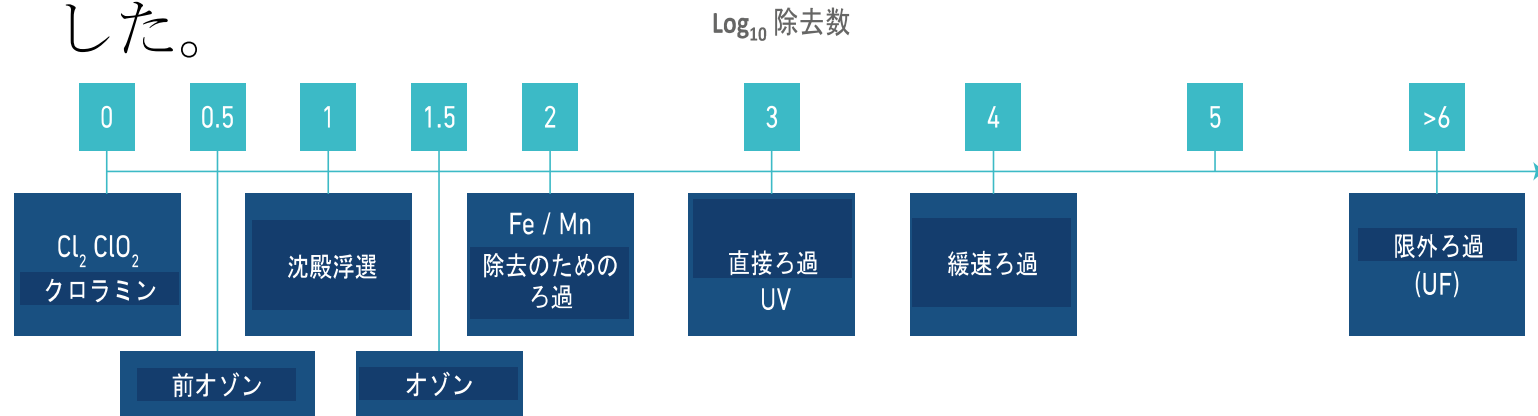 した。
Log₁₀ 除去数
0
0.5
1
1.5
2
3
4
5
>6
Cl₂ ClO₂
クロラミン
沈殿浮選
Fe / Mn
除去のための
ろ過
直接ろ過
UV
緩速ろ過
限外ろ過
(UF)
前オゾン
オゾン